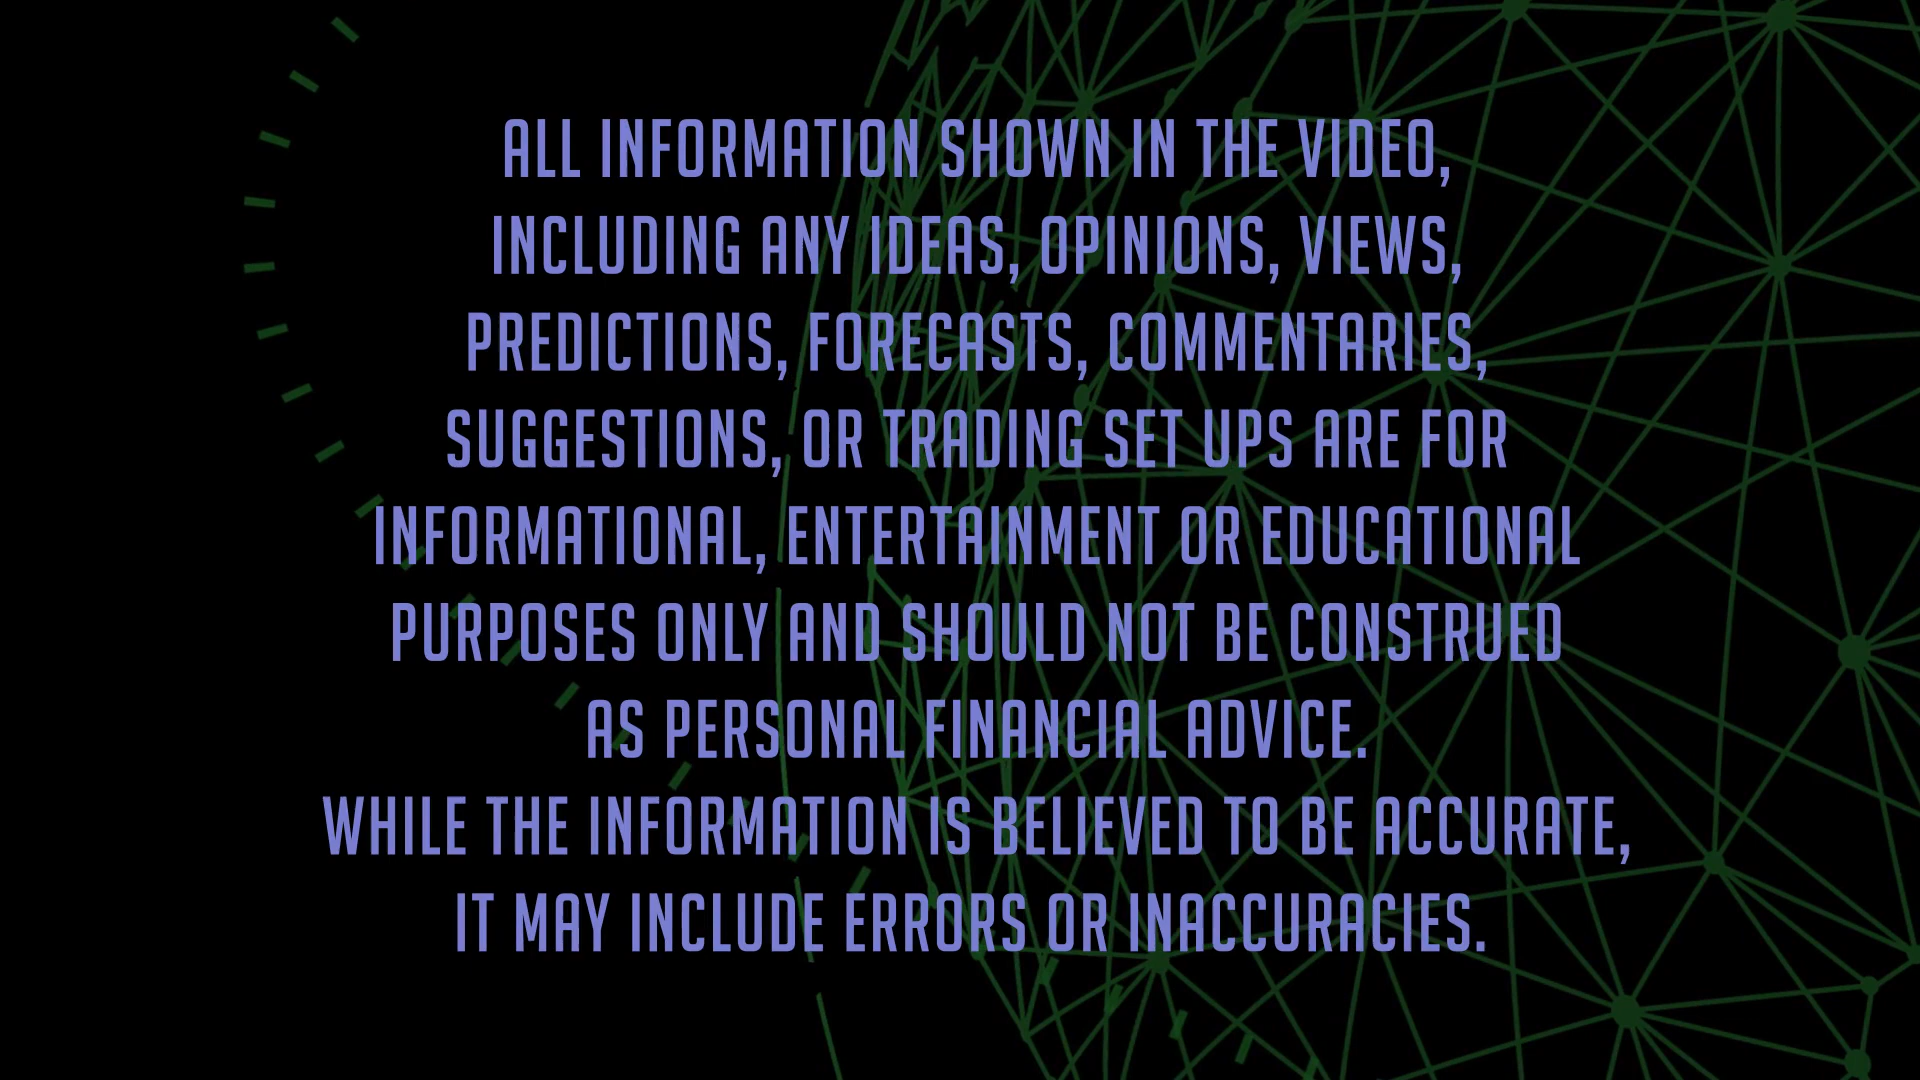 ALL INFORMATION SHOWN IN THE VIDEO,
INCLUDING ANY IDEAS, OPINIONS, VIEWS,
PREDICTIONS, FORECASTS, COMMENTARIES,
SUGGESTIONS, OR TRADING SET UPS ARE FOR
INFORMATIONAL, ENTERTAINMENT OR EDUCATIONAL
PURPOSES ONLY AND SHOULD NOT BE CONSTRUED
AS PERSONAL FINANCIAL ADVICE.
WHILE THE INFORMATION IS BELIEVED TO BE ACCURATE,
IT MAY INCLUDE ERRORS OR INACCURACIES.